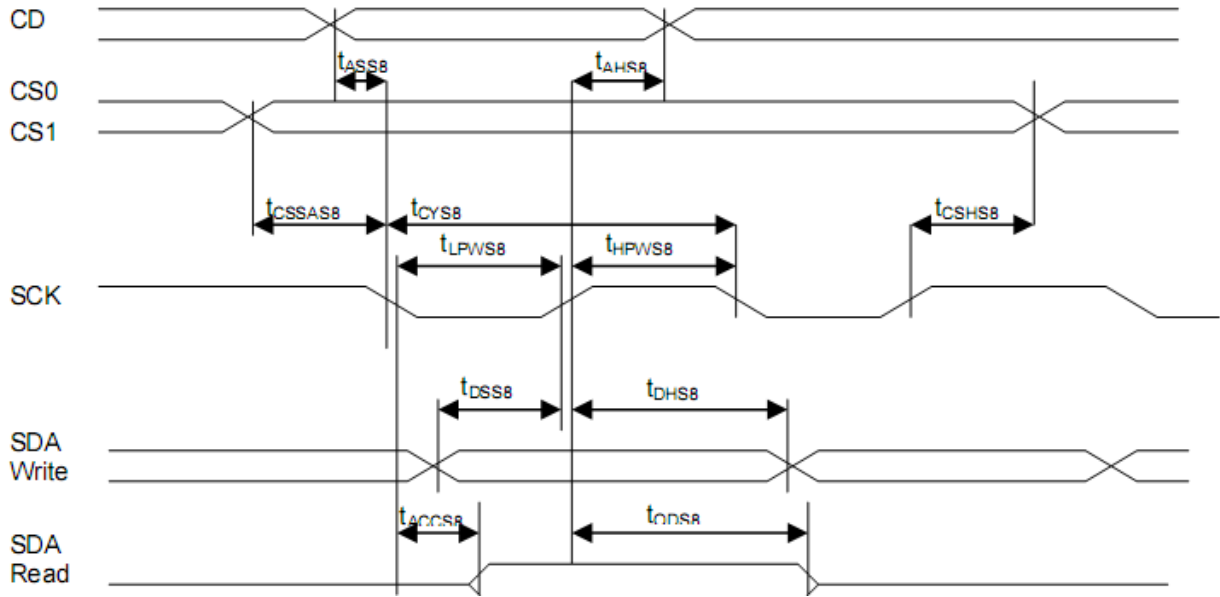 CD
tASS8
tAHS8
CS0
CS1
tCSSAS8
tCYS8
tCSHS8
tLPWS8
tHPWS8
SCK
tDSS8
tDHS8
SDA
Write
tACCS8
tODS8
SDA
Read